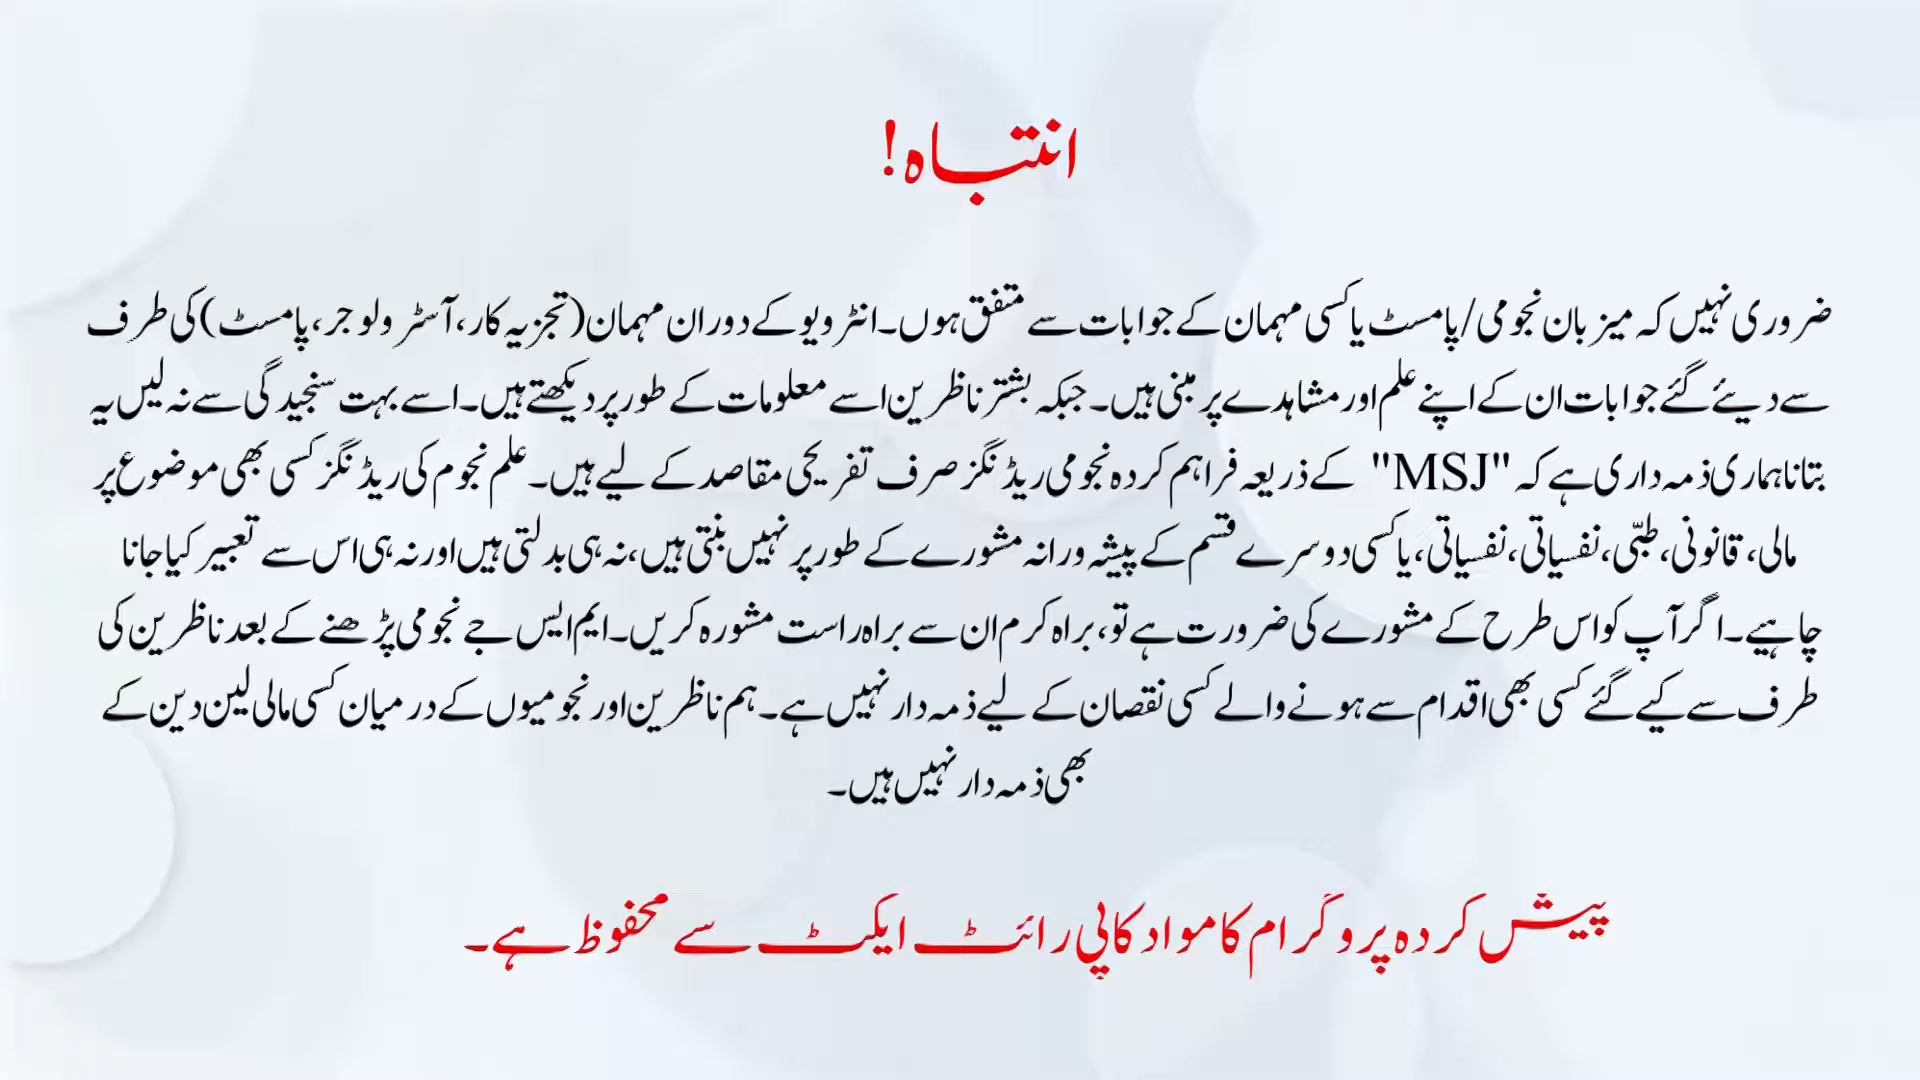 انتباہ!
ضروری نہیں کہ میزبان نجومی/پامسٹ یا کسی مہمان کے جوابات سے متفق ہوں۔ انٹرویو کے دوران مہمان (تجزیہ کار، آسٹرولوجر، پامسٹ) کی طرف
سے دیئے گئے جوابات ان کے اپنے علم اور مشاہدے پر مبنی ہیں۔ جبکہ بشتر ناظرین اسے معلومات کے طور پر دیکھتے ہیں۔ اسے بہت سنجیدگی سے نہ لیں یہ
بتانا ہماری ذمہ داری ہے کہ "MSJ" کے ذریعہ فراہم کردہ نجومی ریڈنگز صرف تفریحی مقاصد کے لیے ہیں۔ علم نجوم کی ریڈنگز کسی بھی موضوع پر
مالی، قانونی، طبّی، نفسیاتی، نفسیاتی، یا کسی دوسرے قسم کے پیشہ ورانہ مشورے کے طور پر نہیں بنتی ہیں، نہ ہی بدلتی ہیں اور نہ ہی اس سے تعبیر کیا جانا
چاہیے۔ اگر آپ کو اس طرح کے مشورے کی ضرورت ہے تو، براہ کرم ان سے براہ راست مشورہ کریں۔ ایم ایس جے نجومی پڑھنے کے بعد ناظرین کی
طرف سے کیے گئے کسی بھی اقدام سے ہونے والے کسی نقصان کے لیے ذمہ دار نہیں ہے۔ ہم ناظرین اور نجومیوں کے درمیان کسی مالی لین دین کے
بھی ذمہ دار نہیں ہیں۔
پیش کردہ پروگرام کا مواد کاپی رائٹ ایکٹ سے محفوظ ہے۔